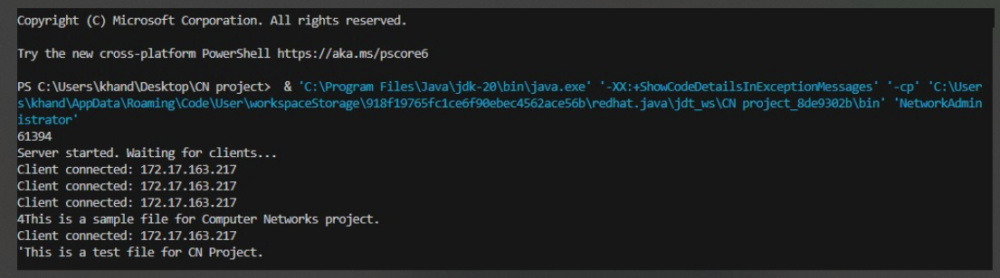 Copyright (C) Microsoft Corporation. All rights reserved.
Try the new cross-platform PowerShell https://aka.ms/pscore6
PS C:\Users\khand\Desktop\CN project>  & 'C:\Program Files\Java\jdk-20\bin\java.exe' '-XX:+ShowCodeDetailsInExceptionMessages' '-cp' 'C:\User
s\khand\AppData\Roaming\Code\User\workspaceStorage\918f19765fc1ce6f90ebec4562ace56b\redhat.java\jdt_ws\CN project_8de9302b\bin' 'NetworkAdmin
istrator'
61394
Server started. Waiting for clients...
Client connected: 172.17.163.217
Client connected: 172.17.163.217
Client connected: 172.17.163.217
4This is a sample file for Computer Networks project.
Client connected: 172.17.163.217
'This is a test file for CN Project.